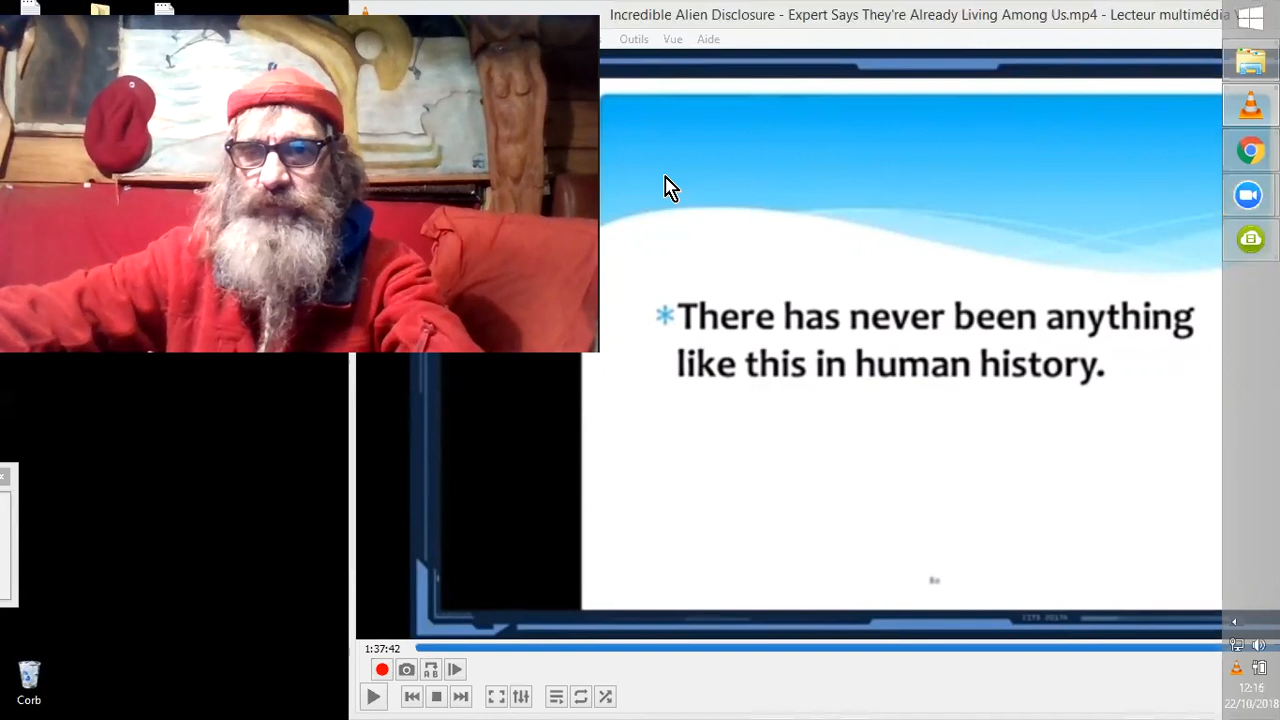 Incredible Alien Disclosure - Expert Says They're Already Living Among Us.mp4 - Lecteur multimédia
Outils Vue Aide
*There has never been anything
like this in human history.
1:37:42
Corb
12:16
22/10/2018